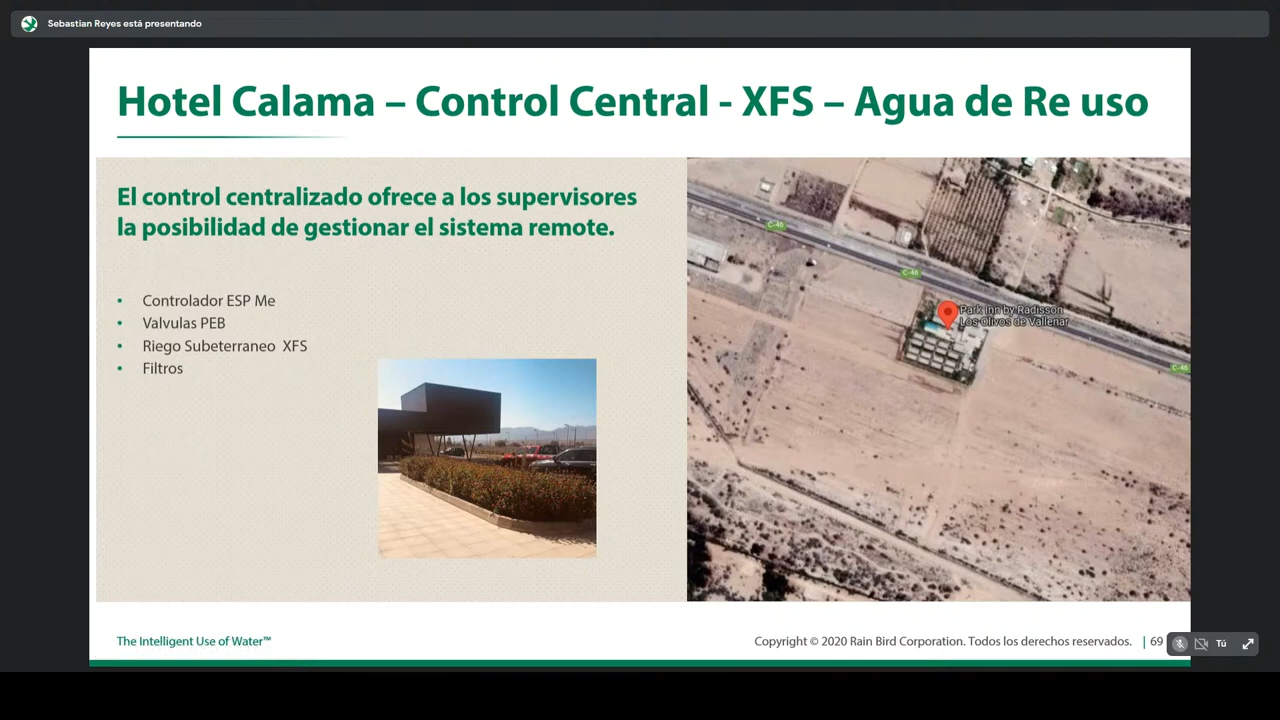 Sebastian Reyes está presentando
Hotel Calama – Control Central - XFS – Agua de Re uso
El control centralizado ofrece a los supervisores
la posibilidad de gestionar el sistema remote.
• Controlador ESP Me
• Valvulas PEB
• Riego Subeterraneo XFS
• Filtros
C-46
C-46
Park Inn by Radisson
Los Olivos de Vallenar
C-46
The Intelligent Use of Water™
Copyright © 2020 Rain Bird Corporation. Todos los derechos reservados. | 69
Tú